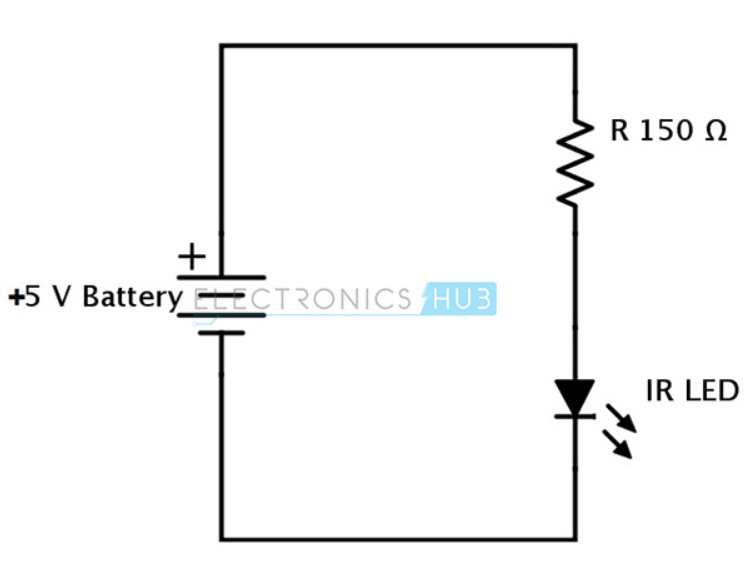 R 150 Ω
+
+5 V Battery
ELECTRONICS HUB
IR LED